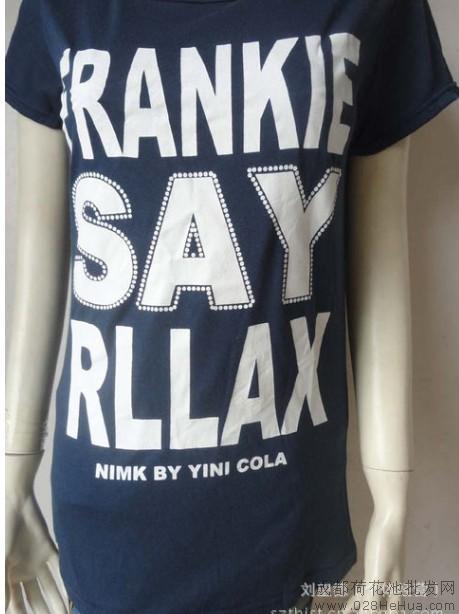 FRANKIE
SAY
RLLAX
NIMK BY YINI COLA
成都荷花池批发网
www.028HeHua.com